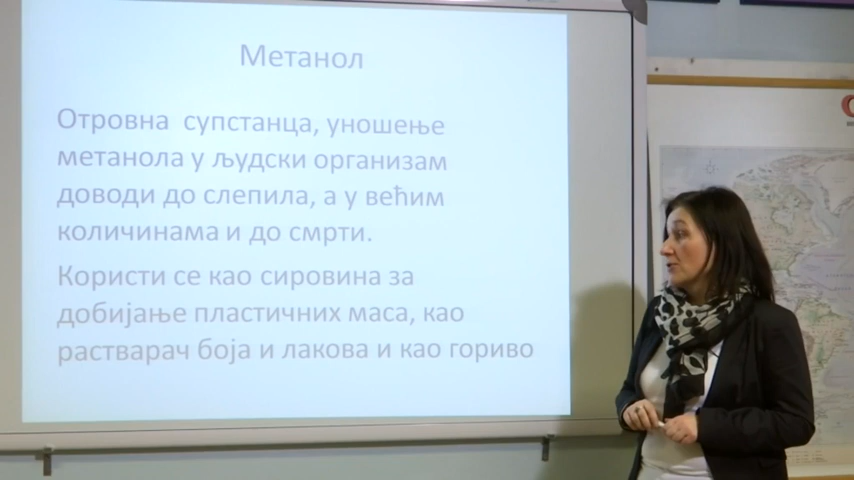 Метанол
Отровна супстанца, уношење
метанола у људски организам
доводи до слепила, а у већим
количинама и до смрти.
Користи се као сировина за
добијање пластичних маса, као
растварач боја и лакова и као гориво